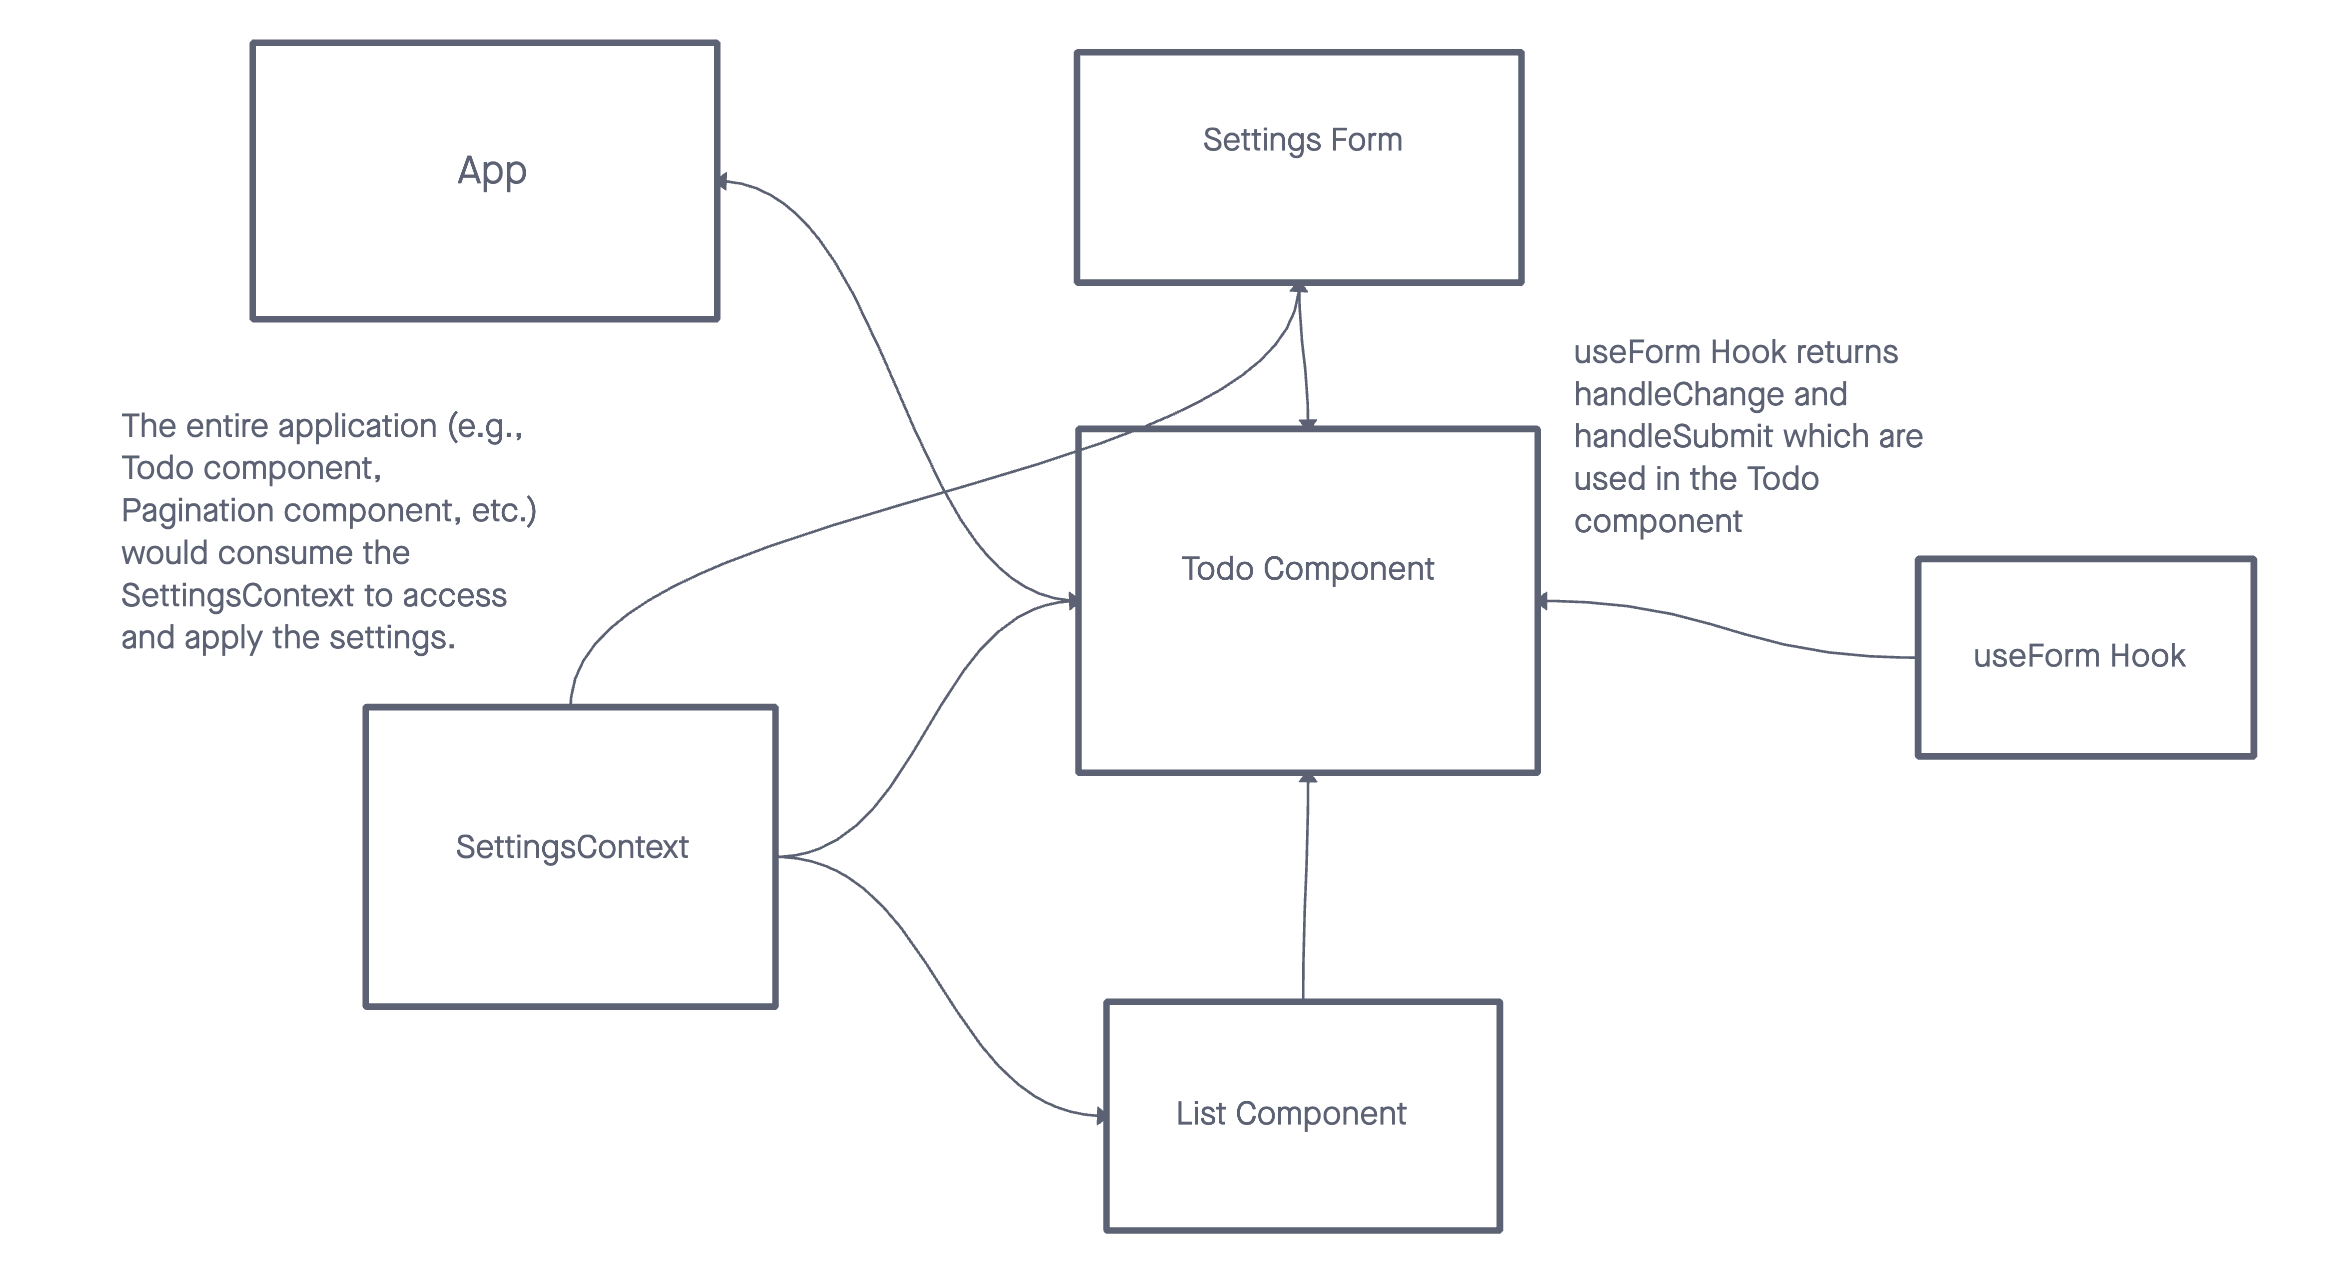 App
Settings Form
useForm Hook returns
handleChange and
handleSubmit which are
used in the Todo
component
The entire application (e.g.,
Todo component,
Pagination component, etc.)
would consume the
SettingsContext to access
and apply the settings.
Todo Component
useForm Hook
SettingsContext
List Component